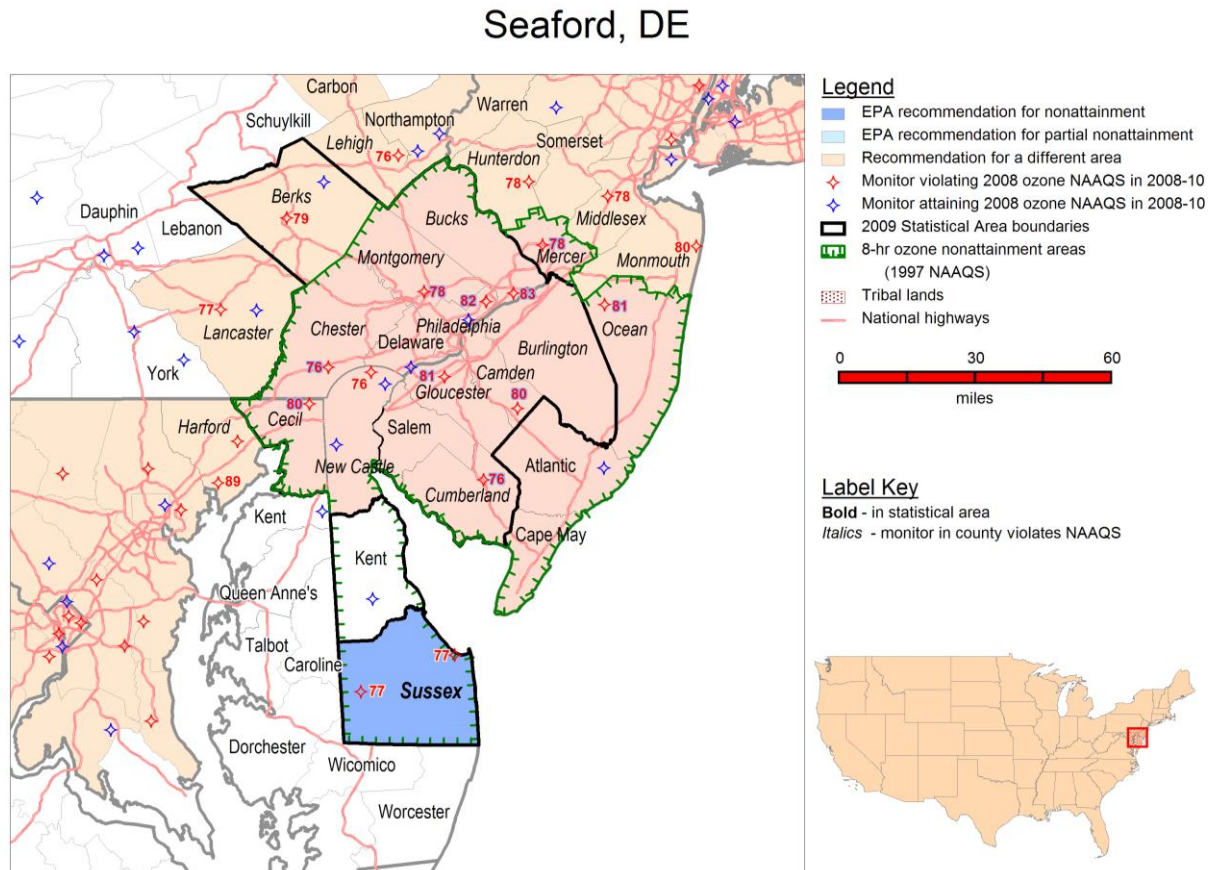 Seaford, DE
Carbon
Warren
Schuylkill
Northampton
Lehigh
76
Somerset
Hunterdon
78
78
Berks
79
Dauphin
Lebanon
Bucks
Middlesex
78
Mercer
80
Monmouth
Montgomery
78
82
83
81
77
Lancaster
Chester
Philadelphia
Ocean
Delaware
Burlington
York
76
76
81
Camden
Gloucester
80
80
Cecil
Harford
Salem
New Castle
Atlantic
89
76
Cumberland
Kent
Cape May
Kent
Queen Anne's
Talbot
Caroline
77
77
Sussex
Dorchester
Wicomico
Worcester
Legend
EPA recommendation for nonattainment
EPA recommendation for partial nonattainment
Recommendation for a different area
Monitor violating 2008 ozone NAAQS in 2008-10
Monitor attaining 2008 ozone NAAQS in 2008-10
2009 Statistical Area boundaries
8-hr ozone nonattainment areas
(1997 NAAQS)
Tribal lands
National highways
0 30 60
miles
Label Key
Bold - in statistical area
Italics - monitor in county violates NAAQS